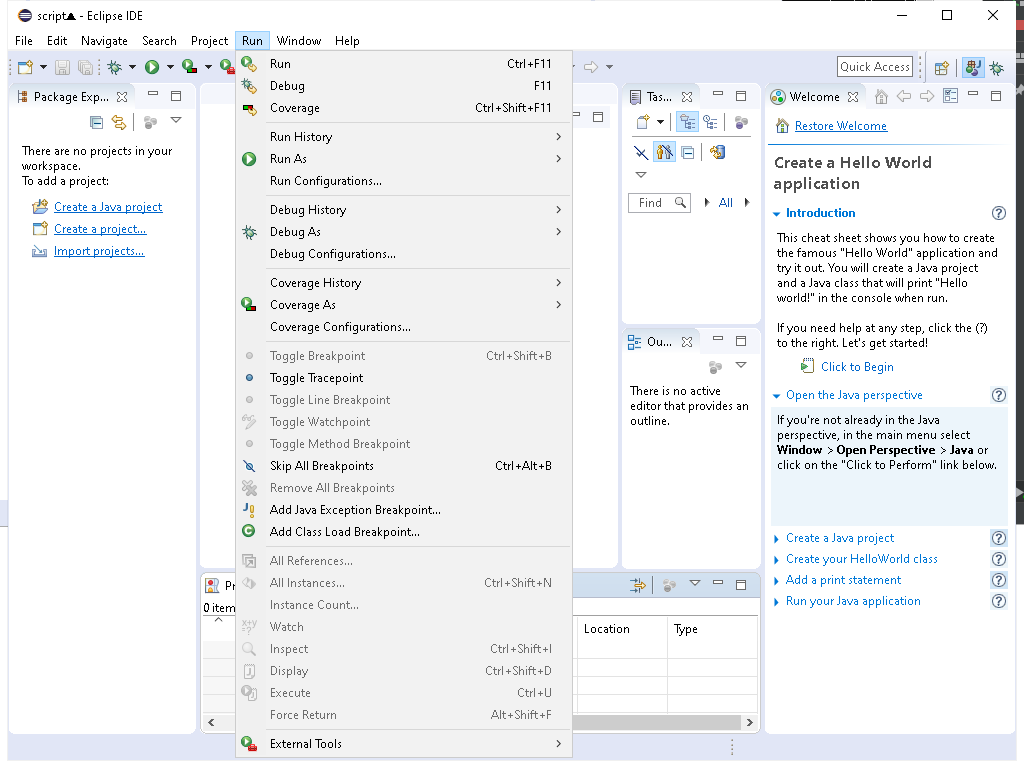 script▲ - Eclipse IDE
File Edit Navigate Search Project Run Window Help
Quick Access
Package Exp...
There are no projects in your
workspace.
To add a project:
Create a Java project
Create a project...
Import projects...
Run Ctrl+F11
Debug F11
Coverage Ctrl+Shift+F11
Run History
Run As
Run Configurations...
Debug History
Debug As
Debug Configurations...
Coverage History
Coverage As
Coverage Configurations...
Toggle Breakpoint Ctrl+Shift+B
Toggle Tracepoint
Toggle Line Breakpoint
Toggle Watchpoint
Toggle Method Breakpoint
Skip All Breakpoints Ctrl+Alt+B
Remove All Breakpoints
Add Java Exception Breakpoint...
Add Class Load Breakpoint...
All References...
All Instances... Ctrl+Shift+N
Instance Count...
Watch
Inspect Ctrl+Shift+I
Display Ctrl+Shift+D
Execute Ctrl+U
Force Return Alt+Shift+F
External Tools
Pr
0 item
Location Type
Tas...
Find All
Ou...
There is no active
editor that provides an
outline.
Welcome
Restore Welcome
Create a Hello World
application
Introduction
This cheat sheet shows you how to create
the famous "Hello World" application and
try it out. You will create a Java project
and a Java class that will print "Hello
world!" in the console when run.
If you need help at any step, click the (?)
to the right. Let's get started!
Click to Begin
Open the Java perspective
If you're not already in the Java
perspective, in the main menu select
Window > Open Perspective > Java or
click on the "Click to Perform" link below.
Create a Java project
Create your HelloWorld class
Add a print statement
Run your Java application